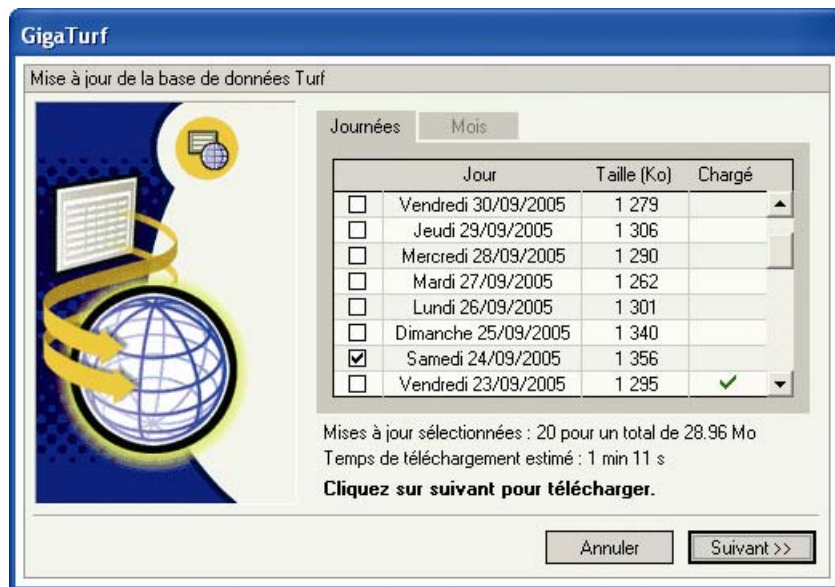 GigaTurf
Mise à jour de la base de données Turf
Journées Mois
Jour Taille (Ko) Chargé
Vendredi 30/09/2005 1 279
Jeudi 29/09/2005 1 306
Mercredi 28/09/2005 1 290
Mardi 27/09/2005 1 262
Lundi 26/09/2005 1 301
Dimanche 25/09/2005 1 340
Samedi 24/09/2005 1 356
Vendredi 23/09/2005 1 295
Mises à jour sélectionnées : 20 pour un total de 28.96 Mo
Temps de téléchargement estimé : 1 min 11 s
Cliquez sur suivant pour télécharger.
Annuler Suivant >>